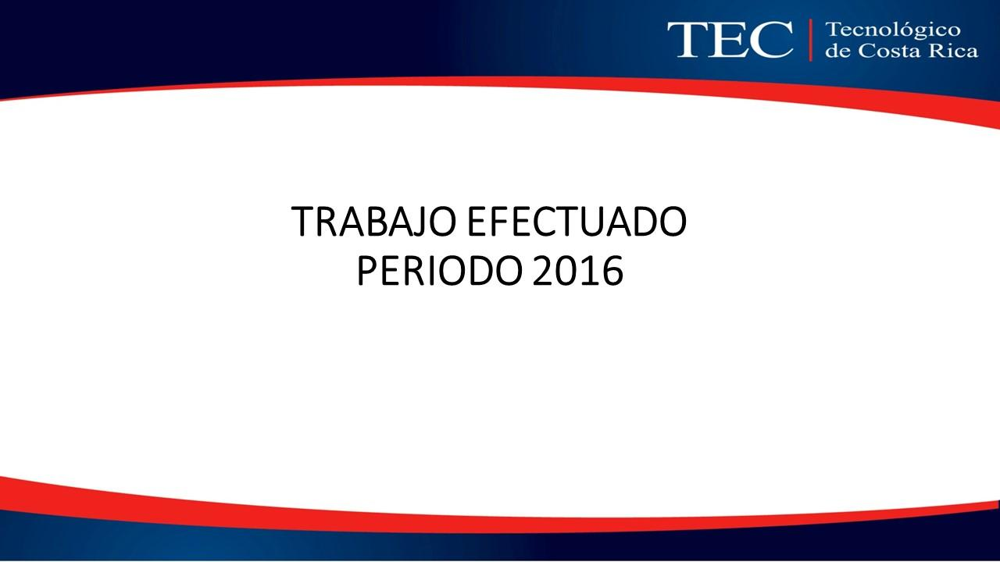 TEC
Tecnológico
de Costa Rica
TRABAJO EFECTUADO
PERIODO 2016